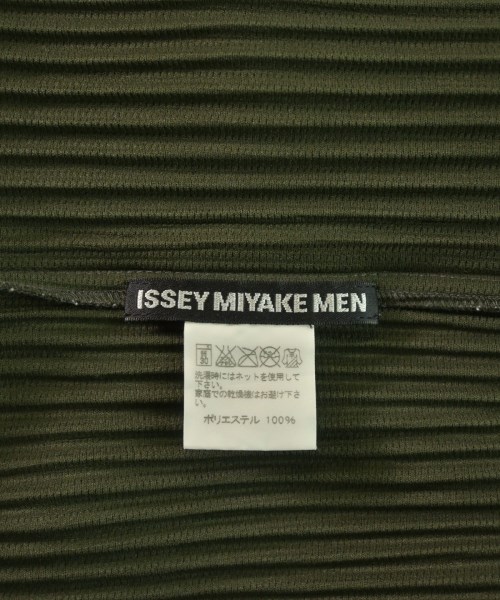 ISSEY MIYAKE MEN
洗濯時にはネットを使用して
下さい。
家庭での乾燥機はお避け下さ
い。
ポリエステル 100%